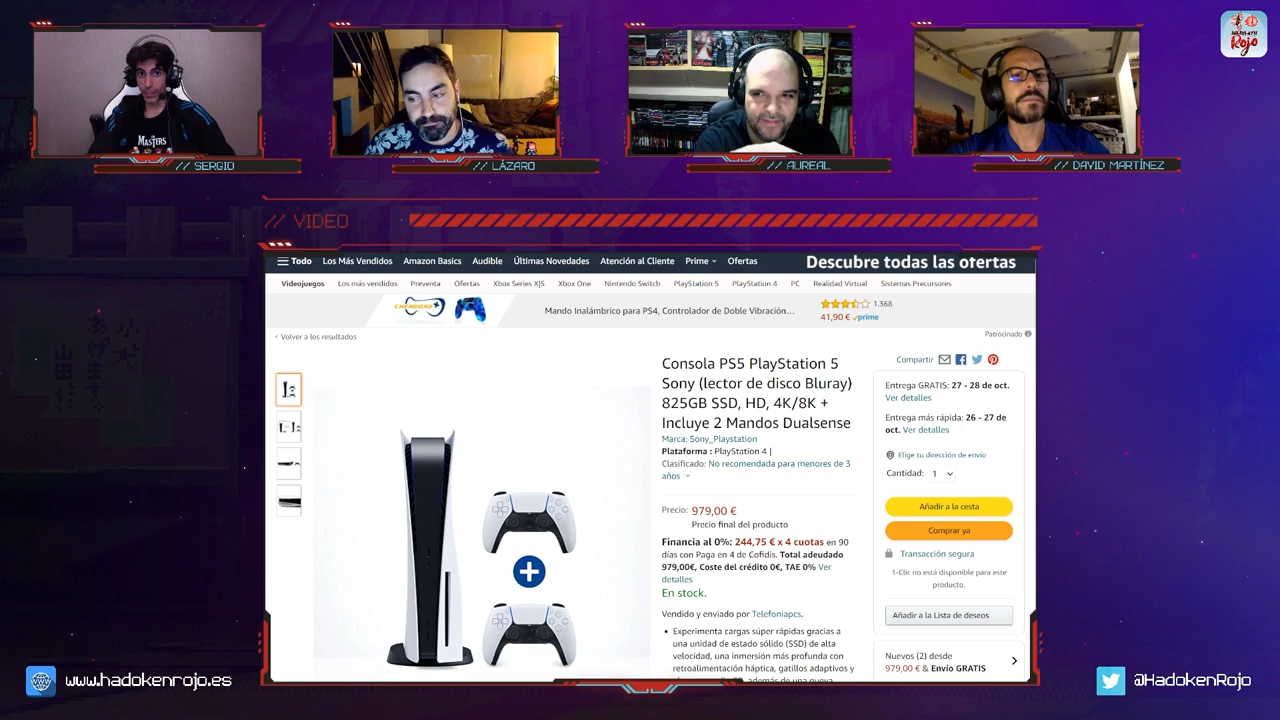 HADOKEN
Rojo
MASTERS
// SERGIO
// LÁZARO
// AUREAL
// DAVID MARTÍNEZ
// VIDEO
Todo Los Más Vendidos Amazon Basics Audible Últimas Novedades Atención al Cliente Prime Ofertas Descubre todas las ofertas
Videojuegos Los más vendidos Preventa Ofertas Xbox Series X|S Xbox One Nintendo Switch PlayStation 5 PlayStation 4 PC Realidad Virtual Sistemas Precursores
CHENGDAO
Mando Inalámbrico para PS4, Controlador de Doble Vibración...
1.368
41,90 € prime
‹ Volver a los resultados
Patrocinado
Consola PS5 PlayStation 5
Sony (lector de disco Bluray)
825GB SSD, HD, 4K/8K +
Incluye 2 Mandos Dualsense
Marca: Sony_Playstation
Plataforma : PlayStation 4 |
Clasificado: No recomendada para menores de 3
años
Precio: 979,00 €
Precio final del producto
Financia al 0%: 244,75 € x 4 cuotas en 90
días con Paga en 4 de Cofidis. Total adeudado
979,00€, Coste del crédito 0€, TAE 0% Ver
detalles
En stock.
Vendido y enviado por Telefoniapcs.
• Experimenta cargas súper rápidas gracias a
una unidad de estado sólido (SSD) de alta
velocidad, una inmersión más profunda con
retroalimentación háptica, gatillos adaptivos y
Compartir
Entrega GRATIS: 27 - 28 de oct.
Ver detalles
Entrega más rápida: 26 - 27 de
oct. Ver detalles
Elige tu dirección de envío
Cantidad: 1
Añadir a la cesta
Comprar ya
Transacción segura
1-Clic no está disponible para este
producto.
Añadir a la Lista de deseos
Nuevos (2) desde
979,00 € & Envío GRATIS
www.hadokenrojo.es
@HadokenRojo